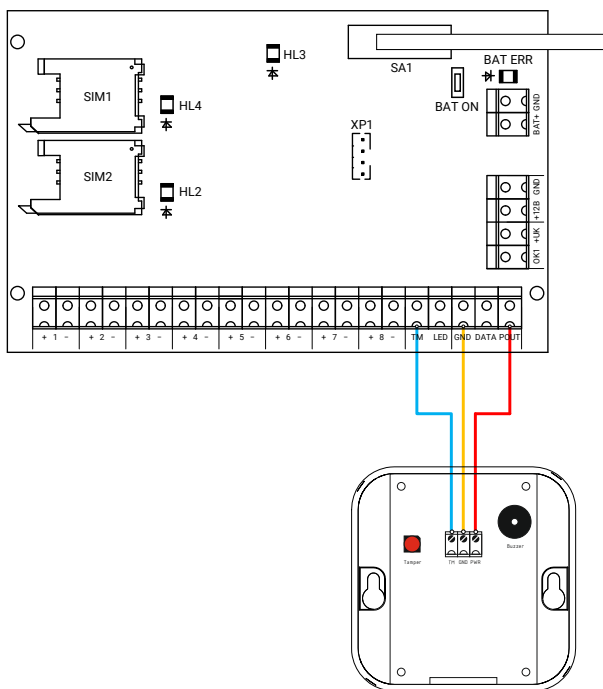 HL3
SA1
BAT ERR
BAT ON
BAT+ GND
SIM1
HL4
XP1
SIM2
HL2
GND
+12B
+UK
OK1
+ 1 - + 2 - + 3 - + 4 - + 5 - + 6 - + 7 - + 8 - TM LED GND DATA POUT
Tamper
TM GND PWR
Buzzer